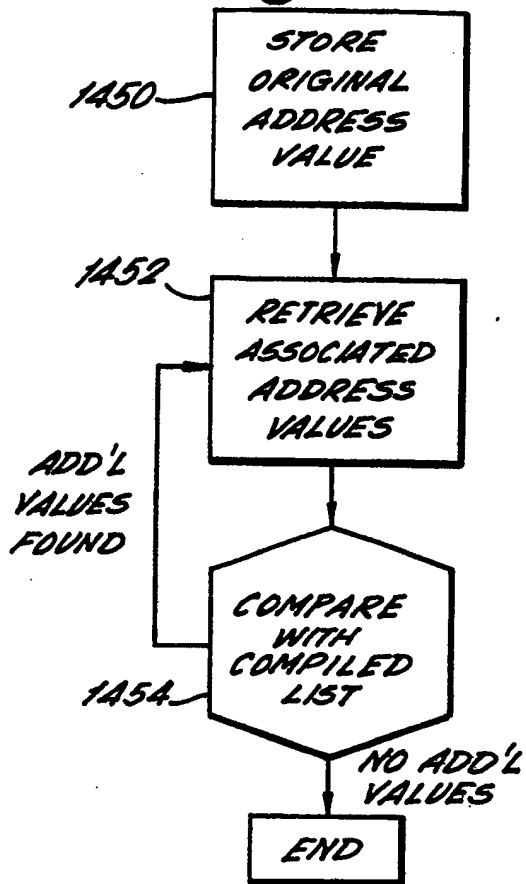 STORE
ORIGINAL
ADDRESS
VALUE
1450
1452
RETRIEVE
ASSOCIATED
ADDRESS
VALUES
ADD'L
VALUES
FOUND
COMPARE
WITH
COMPILED
LIST
1454
NO ADD'L
VALUES
END